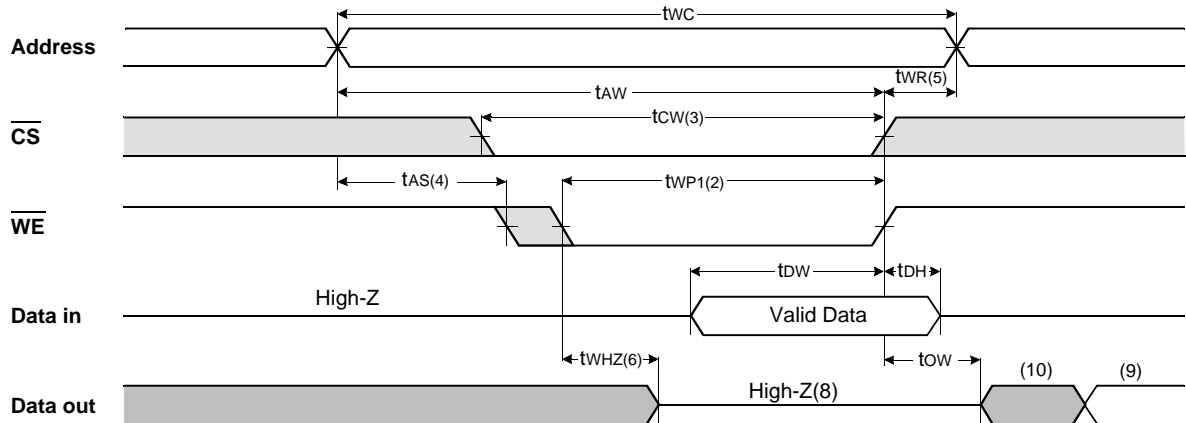 tWC
Address
tWR(5)
tAW
tCW(3)
CS
tAS(4)
tWP1(2)
WE
tDW
tDH
High-Z
Data in
Valid Data
tWHZ(6)
tOW
High-Z(8)
(10)
(9)
Data out